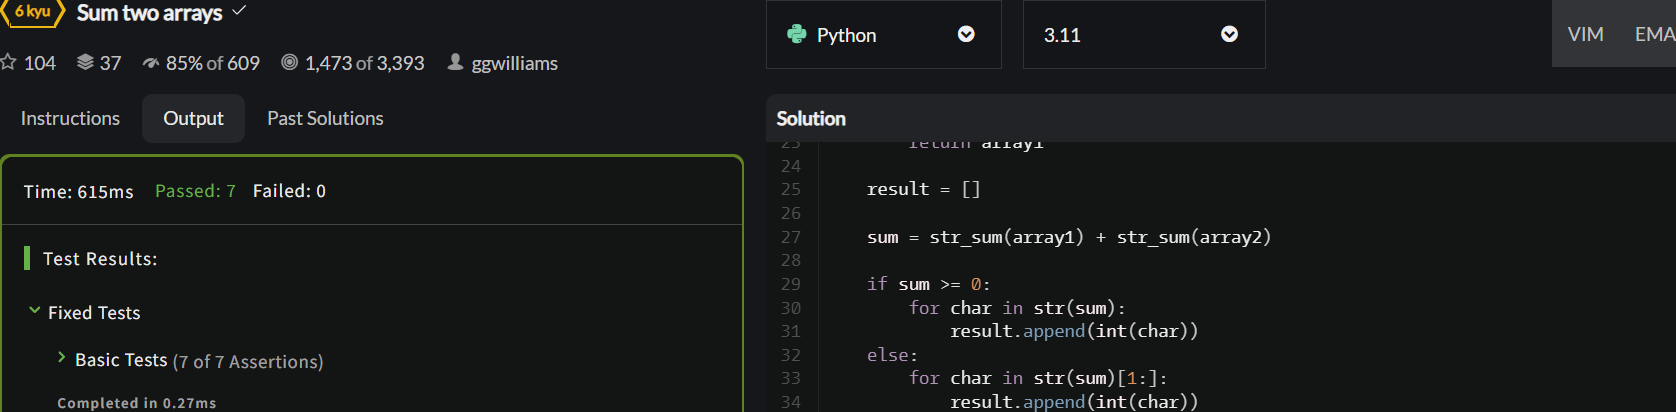 6 kyu Sum two arrays
104 37 85% of 609 1,473 of 3,393 ggwilliams
Instructions Output Past Solutions
Time: 615ms Passed: 7 Failed: 0
Test Results:
Fixed Tests
Basic Tests (7 of 7 Assertions)
Completed in 0.27ms
Python 3.11 VIM EMA
Solution
23 return array1
24
25 result = []
26
27 sum = str_sum(array1) + str_sum(array2)
28
29 if sum >= 0:
30 for char in str(sum):
31 result.append(int(char))
32 else:
33 for char in str(sum)[1:]:
34 result.append(int(char))